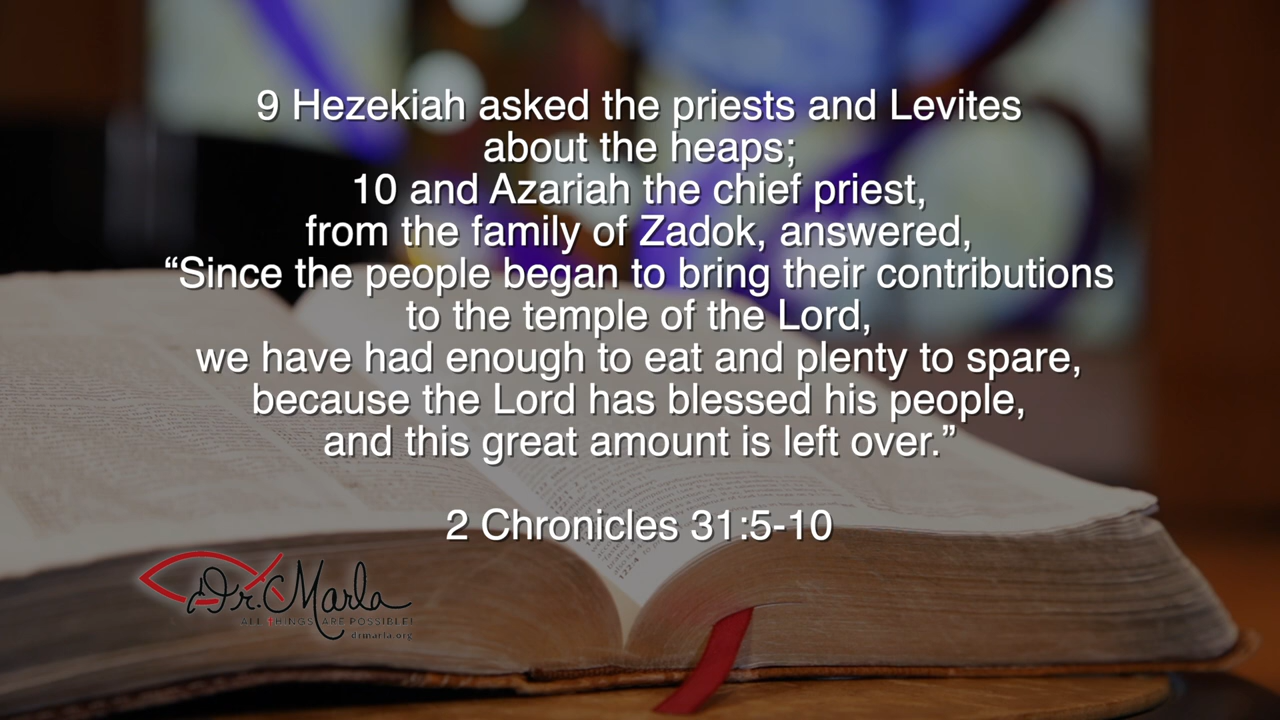 9 Hezekiah asked the priests and Levites
about the heaps;
10 and Azariah the chief priest,
from the family of Zadok, answered,
“Since the people began to bring their contributions
to the temple of the Lord,
we have had enough to eat and plenty to spare,
because the Lord has blessed his people,
and this great amount is left over.”
2 Chronicles 31:5-10
Dr. Marla
ALL THINGS ARE POSSIBLE!
drmarla.org